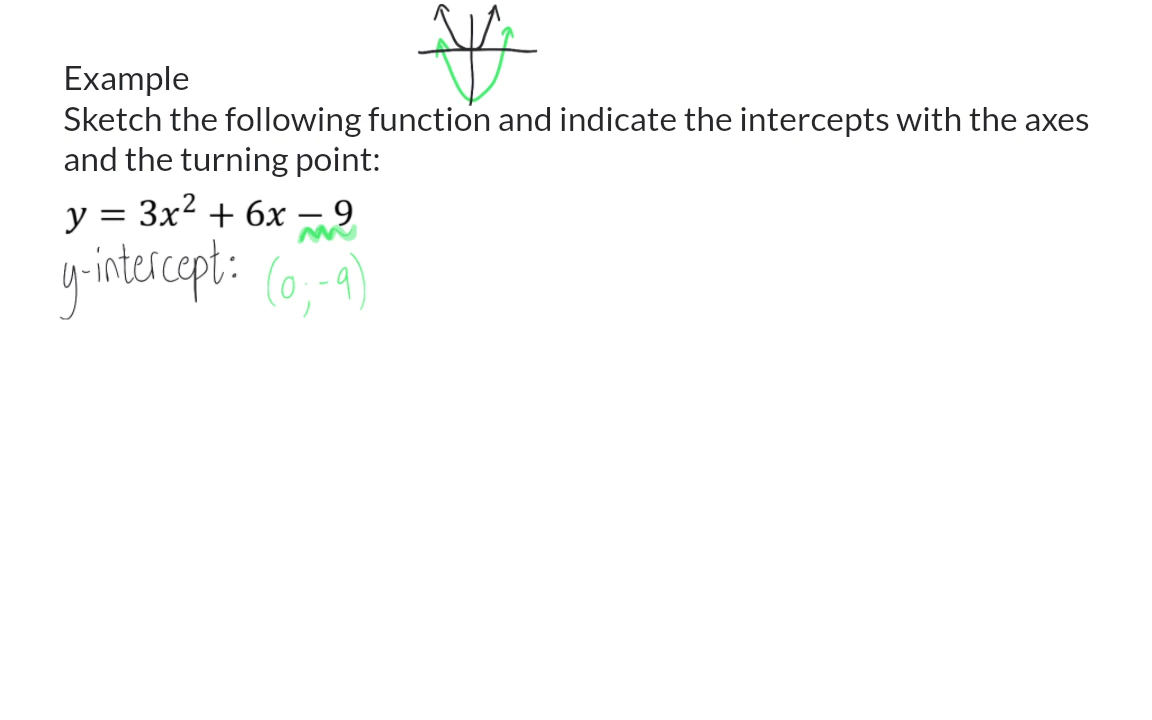 Example
Sketch the following function and indicate the intercepts with the axes
and the turning point:
y = 3x² + 6x − 9
y-intercept: (0;-9)